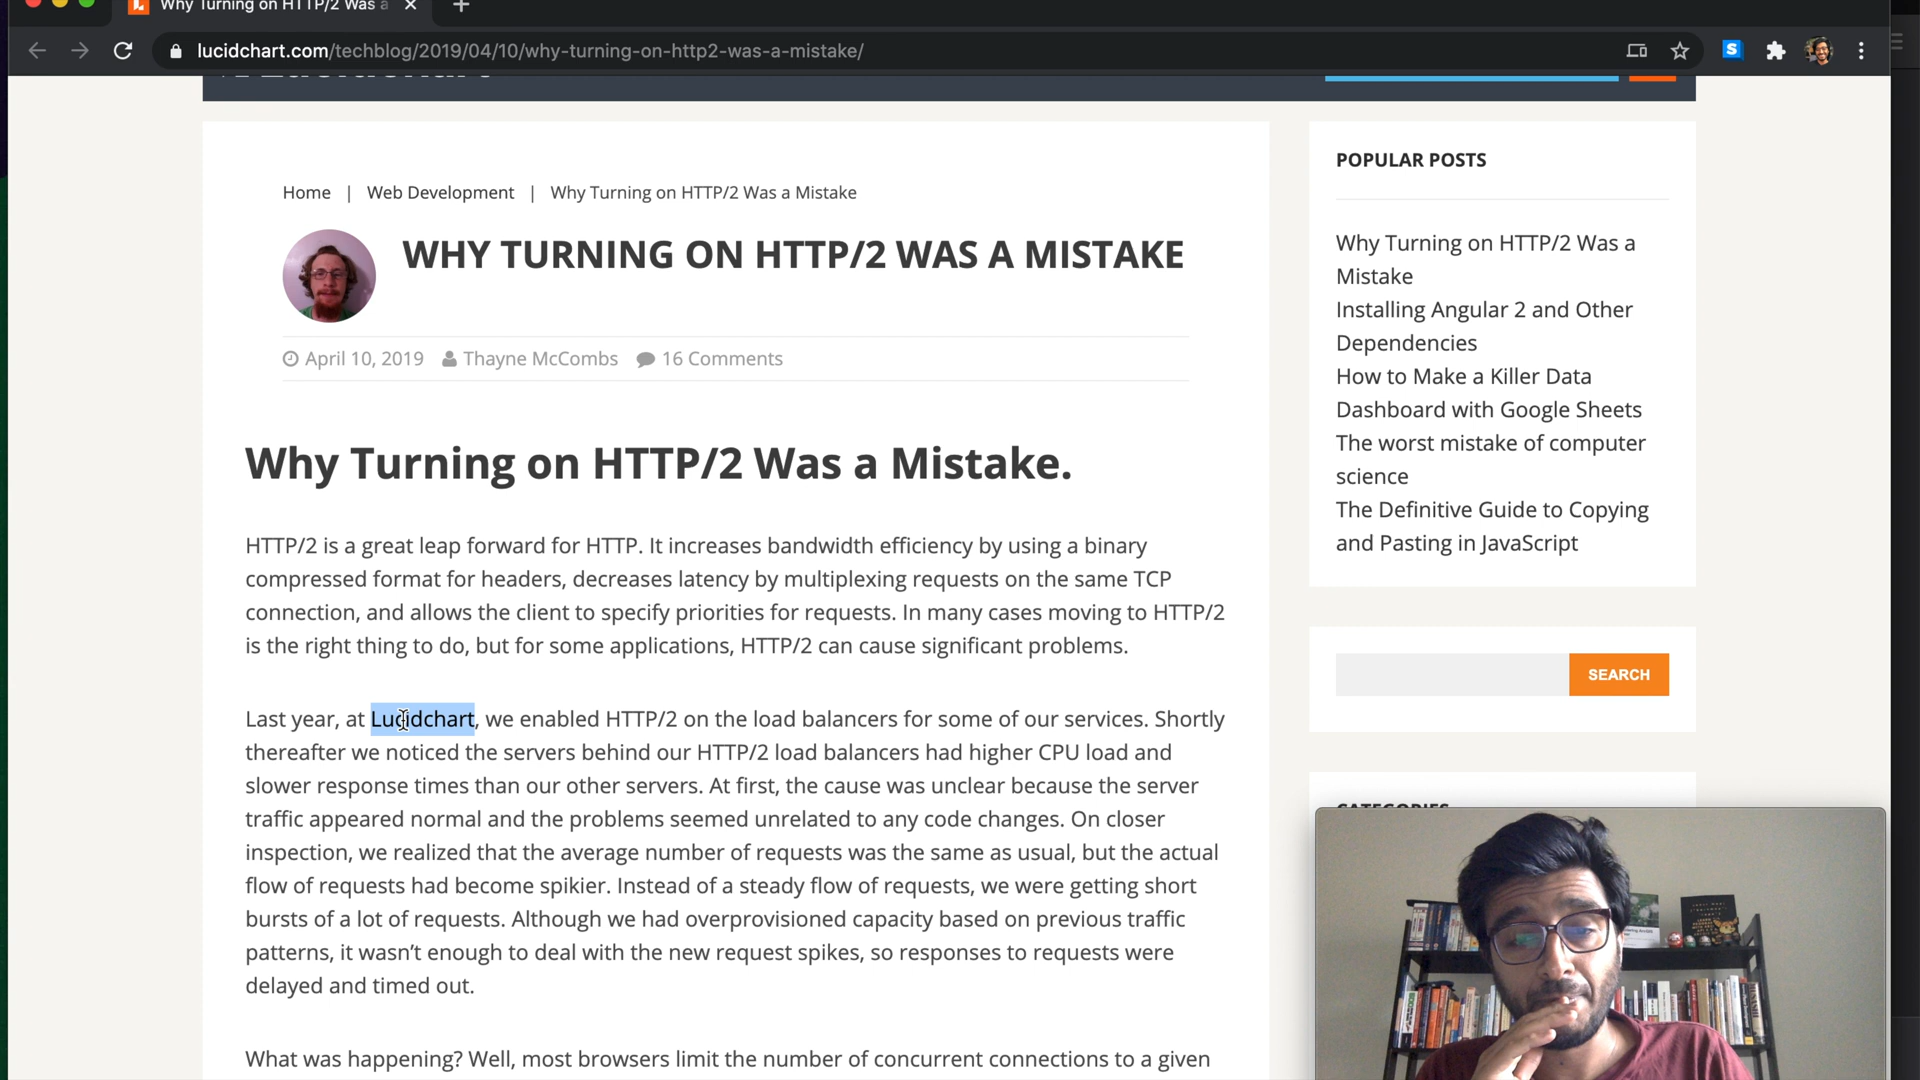 Why Turning on HTTP/2 Was a
lucidchart.com/techblog/2019/04/10/why-turning-on-http2-was-a-mistake/
Home | Web Development | Why Turning on HTTP/2 Was a Mistake
WHY TURNING ON HTTP/2 WAS A MISTAKE
April 10, 2019 Thayne McCombs 16 Comments
Why Turning on HTTP/2 Was a Mistake.
HTTP/2 is a great leap forward for HTTP. It increases bandwidth efficiency by using a binary
compressed format for headers, decreases latency by multiplexing requests on the same TCP
connection, and allows the client to specify priorities for requests. In many cases moving to HTTP/2
is the right thing to do, but for some applications, HTTP/2 can cause significant problems.
Last year, at Lucidchart, we enabled HTTP/2 on the load balancers for some of our services. Shortly
thereafter we noticed the servers behind our HTTP/2 load balancers had higher CPU load and
slower response times than our other servers. At first, the cause was unclear because the server
traffic appeared normal and the problems seemed unrelated to any code changes. On closer
inspection, we realized that the average number of requests was the same as usual, but the actual
flow of requests had become spikier. Instead of a steady flow of requests, we were getting short
bursts of a lot of requests. Although we had overprovisioned capacity based on previous traffic
patterns, it wasn’t enough to deal with the new request spikes, so responses to requests were
delayed and timed out.
What was happening? Well, most browsers limit the number of concurrent connections to a given
POPULAR POSTS
Why Turning on HTTP/2 Was a
Mistake
Installing Angular 2 and Other
Dependencies
How to Make a Killer Data
Dashboard with Google Sheets
The worst mistake of computer
science
The Definitive Guide to Copying
and Pasting in JavaScript
SEARCH
CATEGORIES